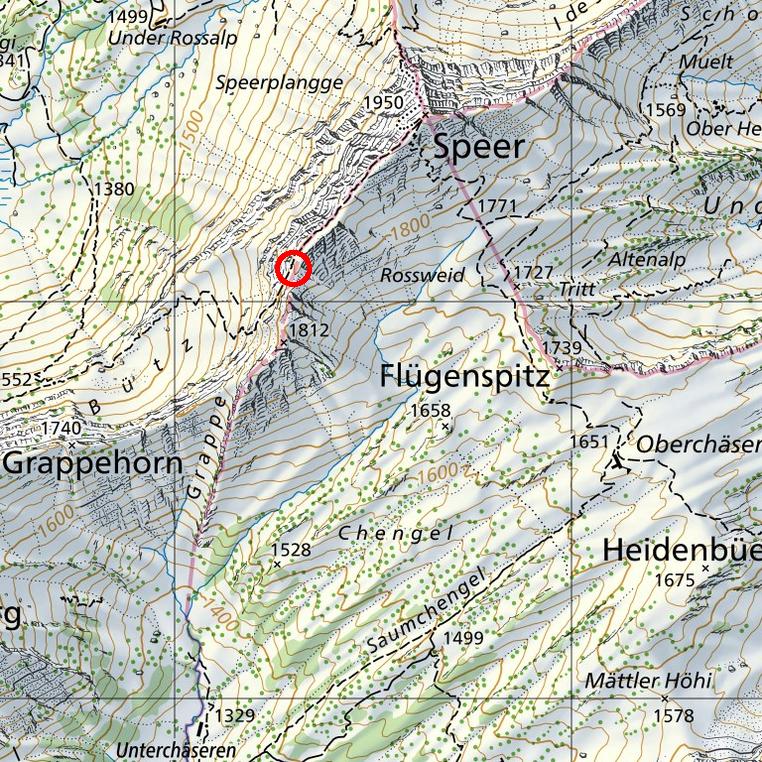 1499
Under Rossalp
I d e
S c h o
gi
841
Speerplangge
Muelt
1950
1569
1500
Ober He
Speer
1380
1771
U n d
1800
Altenalp
Rossweid
1727
Tritt
1812
B ü t z l i
1739
552
Flügenspitz
1658
1740
Grappe
1651
Oberchäser
Grappehorn
1600
1600
Chengel
1528
Heidenbüe
1675
1400
Saumchengel
1499
g
Mättler Höhi
1329
1578
Unterchäseren